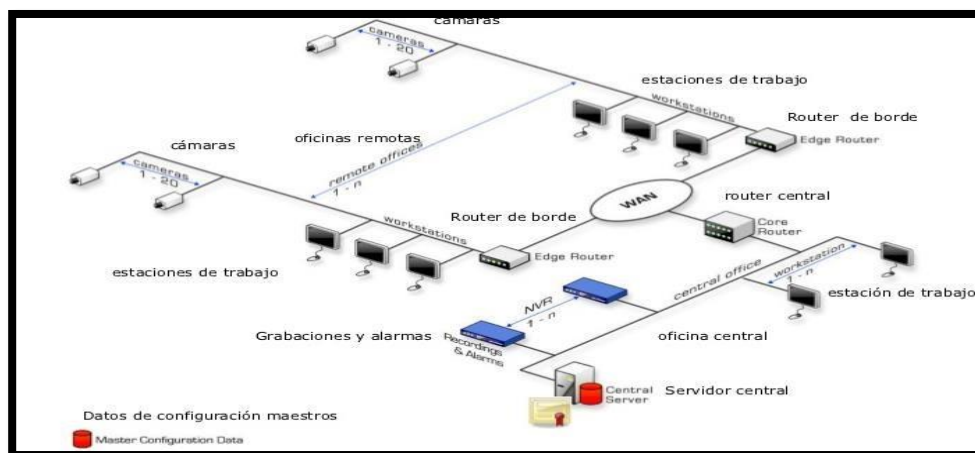 cámaras
cameras
1 - 20
estaciones de trabajo
workstations
Router de borde
Edge Router
oficinas remotas
remote offices
1 - n
cámaras
cameras
1 - 20
WAN
router central
Core
Router
Router de borde
workstations
Edge Router
estaciones de trabajo
central office
workstation
1 - n
estación de trabajo
NVR
1 - n
Grabaciones y alarmas
Recordings
& Alarms
oficina central
Central
Server
Servidor central
Datos de configuración maestros
Master Configuration Data